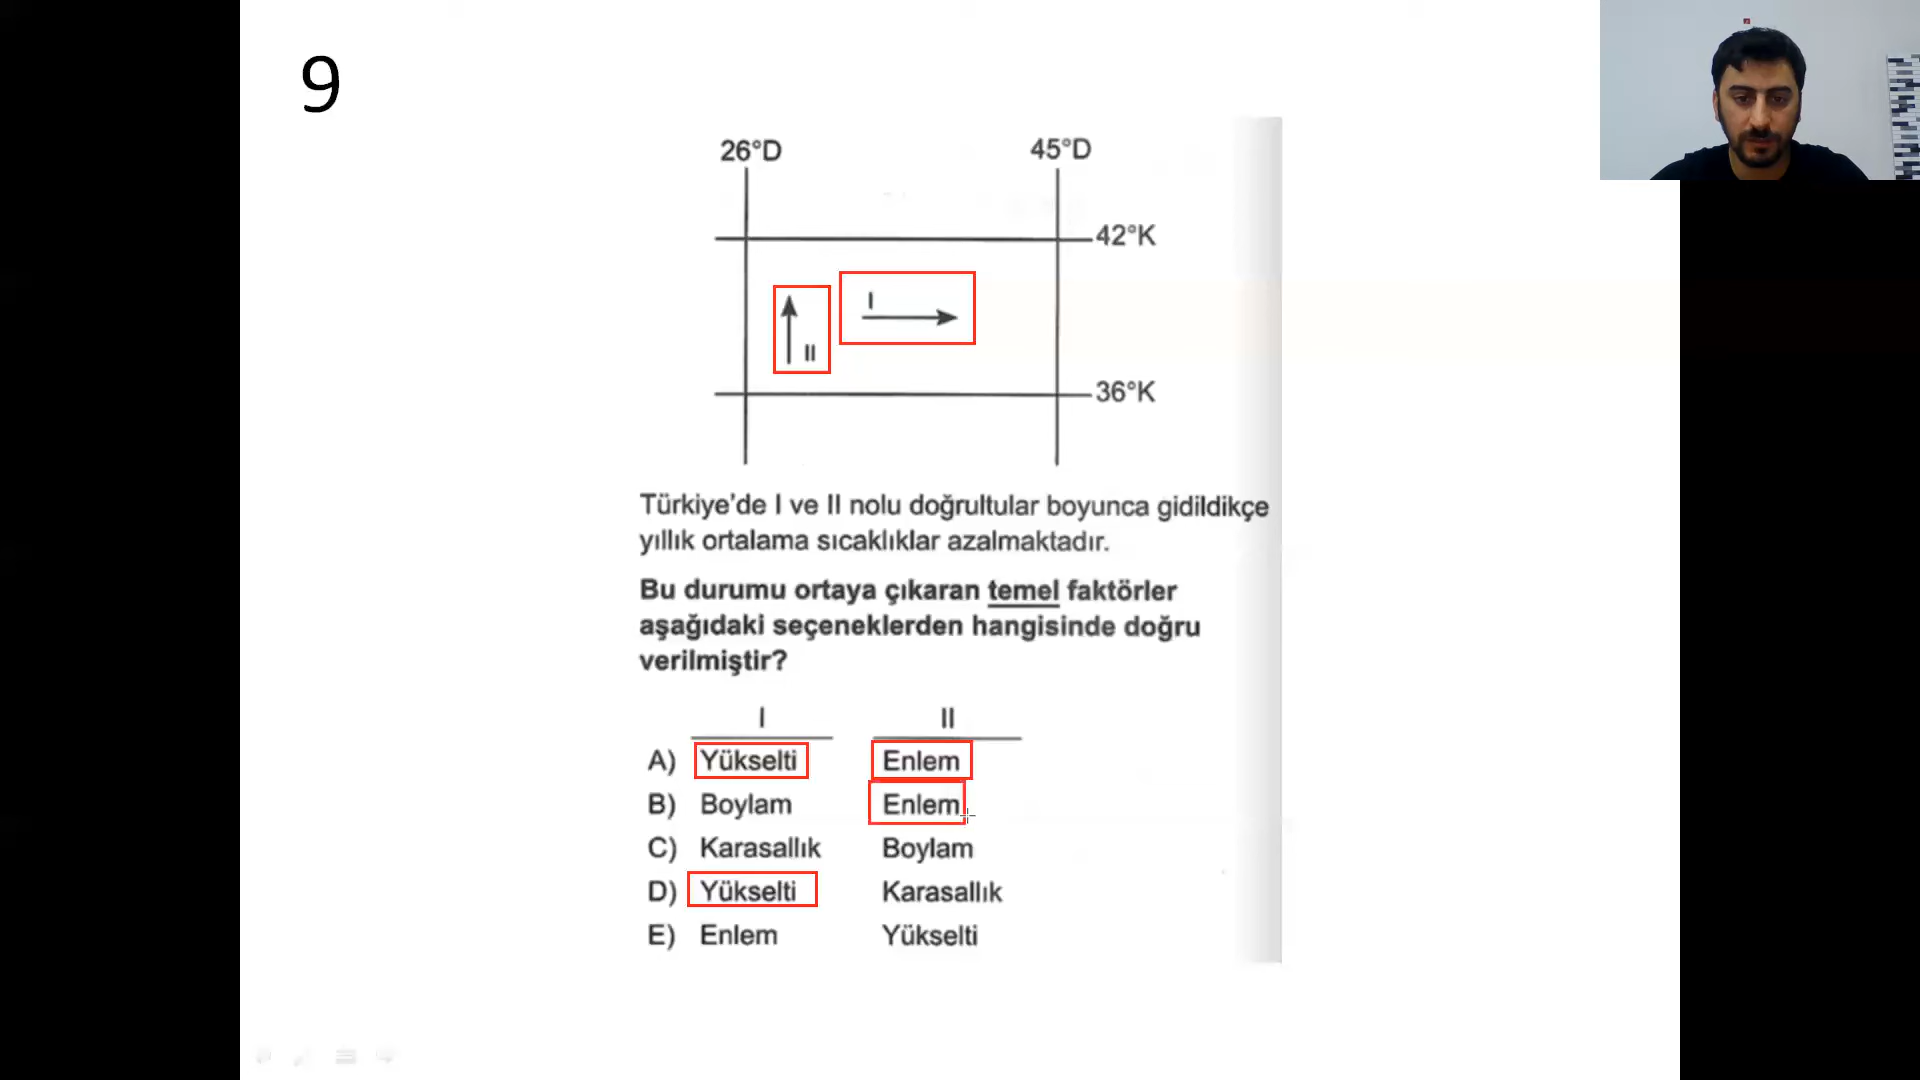 9
26°D
45°D
42°K
I
II
36°K
Türkiye'de I ve II nolu doğrultular boyunca gidildikçe
yıllık ortalama sıcaklıklar azalmaktadır.
Bu durumu ortaya çıkaran temel faktörler
aşağıdaki seçeneklerden hangisinde doğru
verilmiştir?
I II
A) Yükselti Enlem
B) Boylam Enlem
C) Karasallık Boylam
D) Yükselti Karasallık
E) Enlem Yükselti